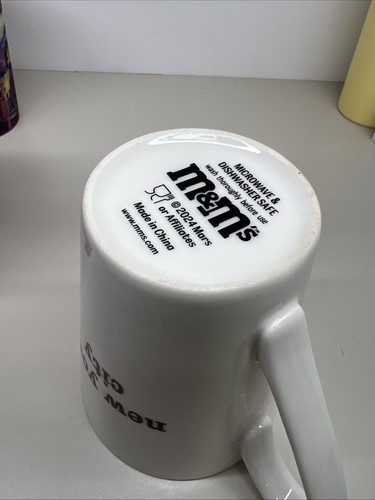 MICROWAVE &
DISHWASHER SAFE
wash thoroughly before use
m&m's
©2024 Mars
or Affiliates
Made in China
www.mms.com
new
city